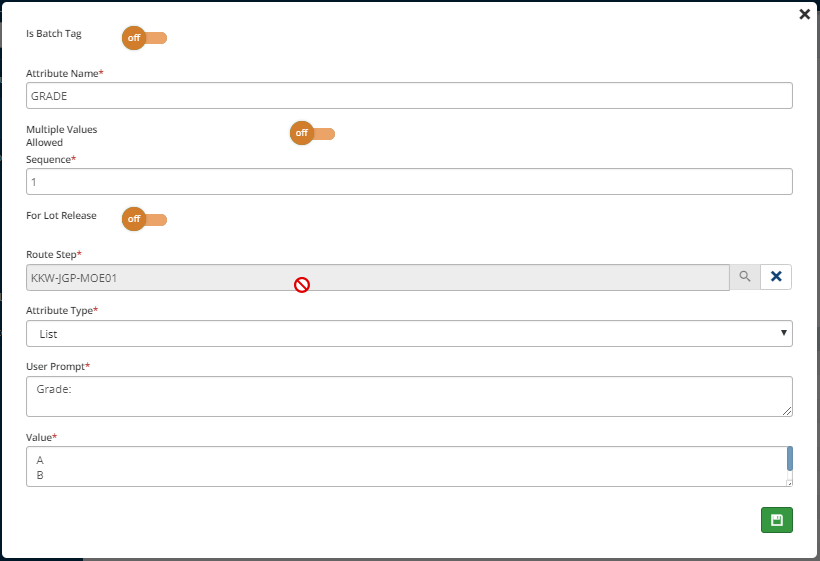 Is Batch Tag
off
Attribute Name*
GRADE
Multiple Values
Allowed
off
Sequence*
1
For Lot Release
off
Route Step*
KKW-JGP-MOE01
Attribute Type*
List
User Prompt*
Grade:
Value*
A
B